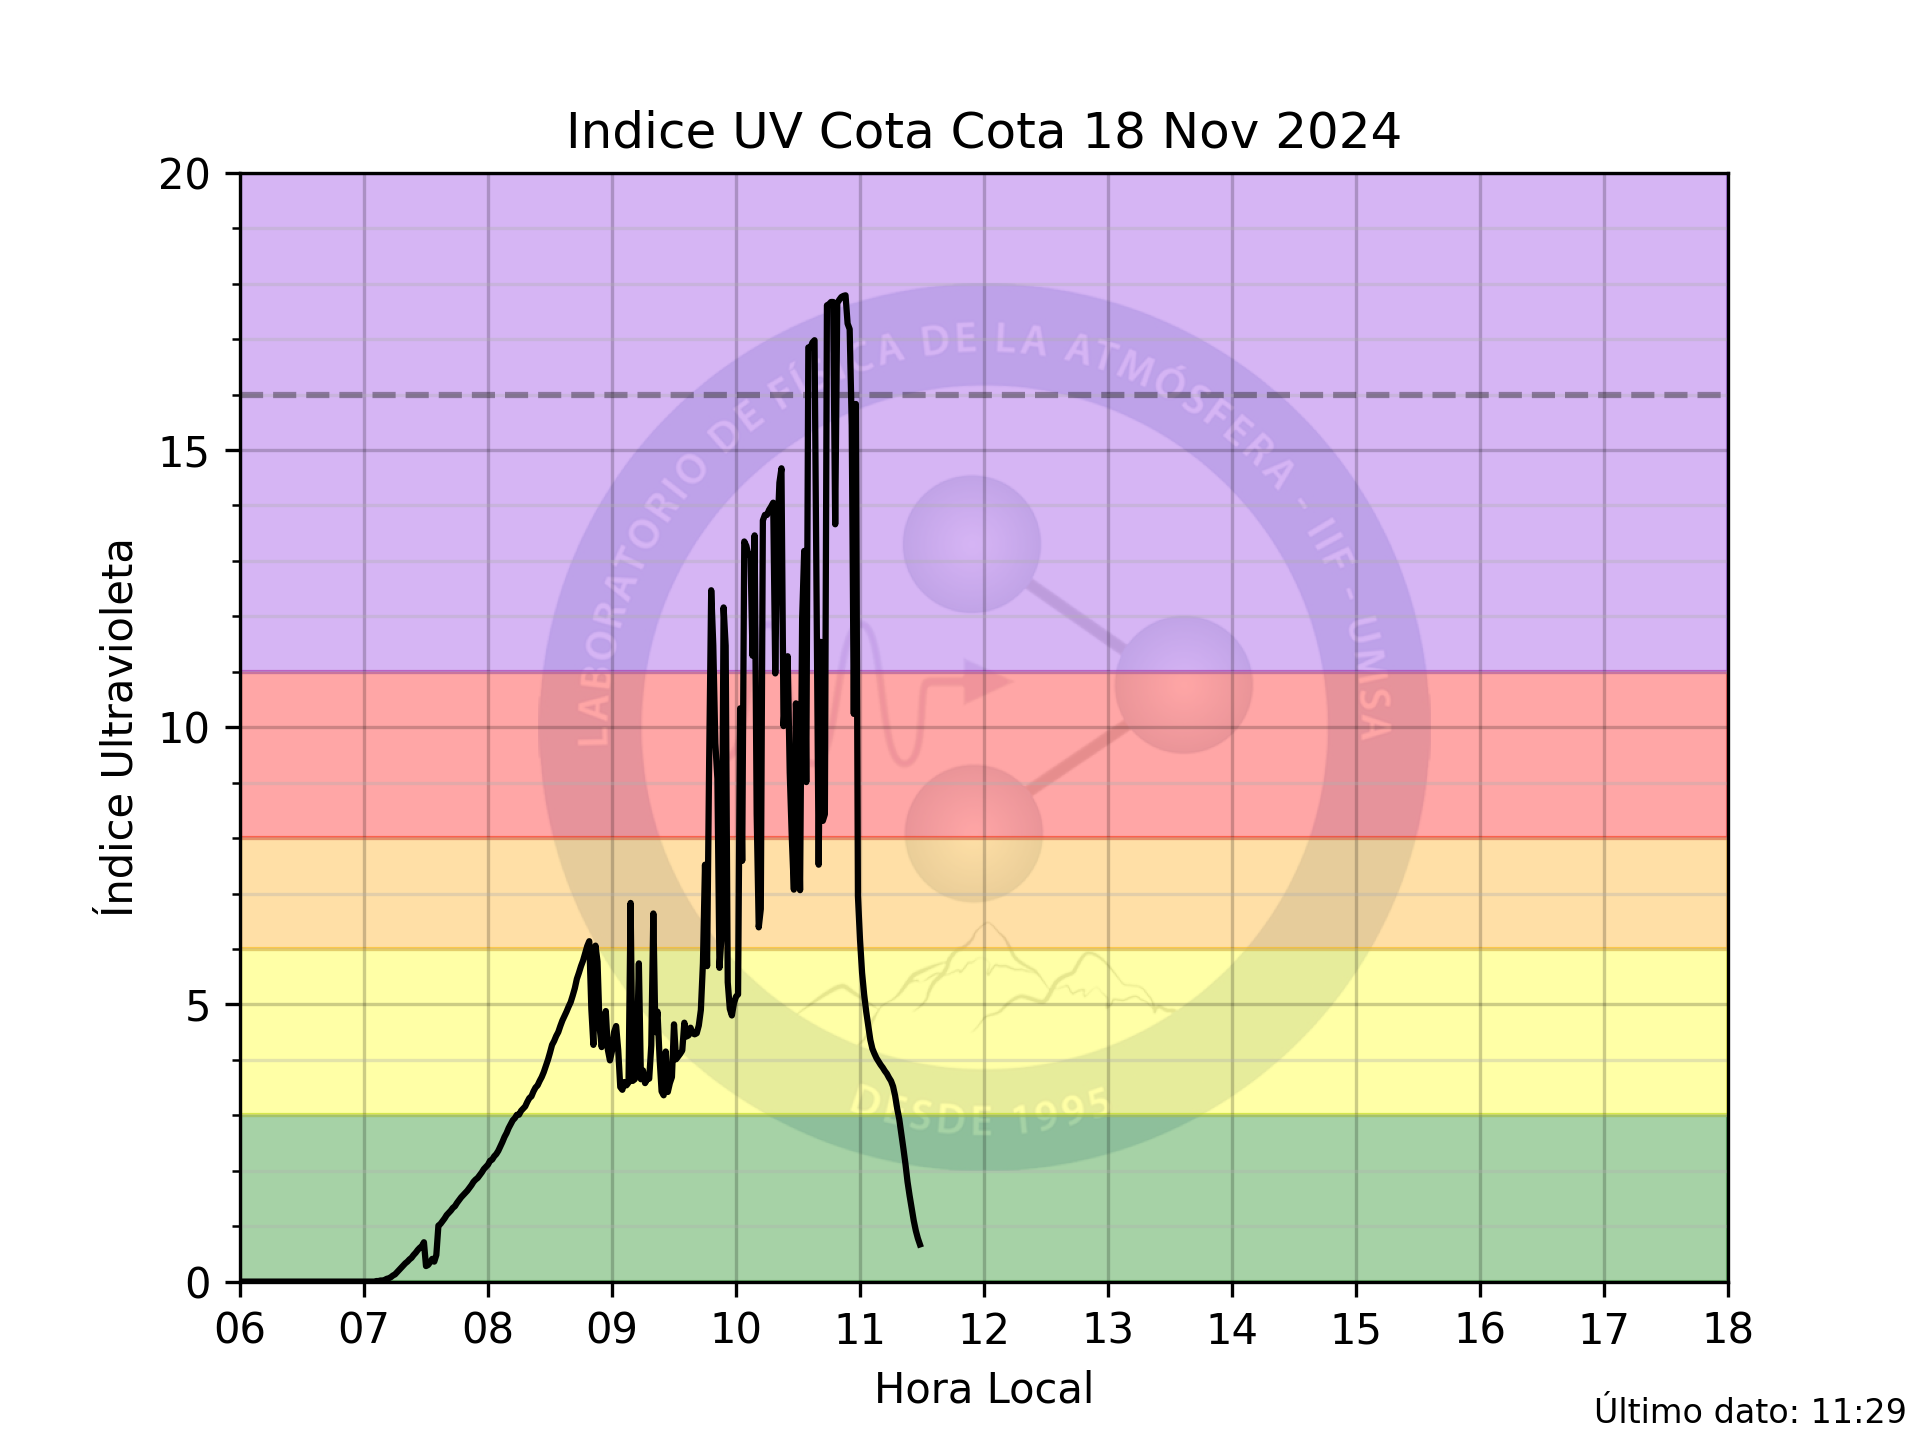 Indice UV Cota Cota 18 Nov 2024
20
15
10
5
0
Índice Ultravioleta
LABORATORIO DE FÍSICA DE LA ATMÓSFERA - IIF - UMSA
DESDE 1995
06 07 08 09 10 11 12 13 14 15 16 17 18
Hora Local
Último dato: 11:29